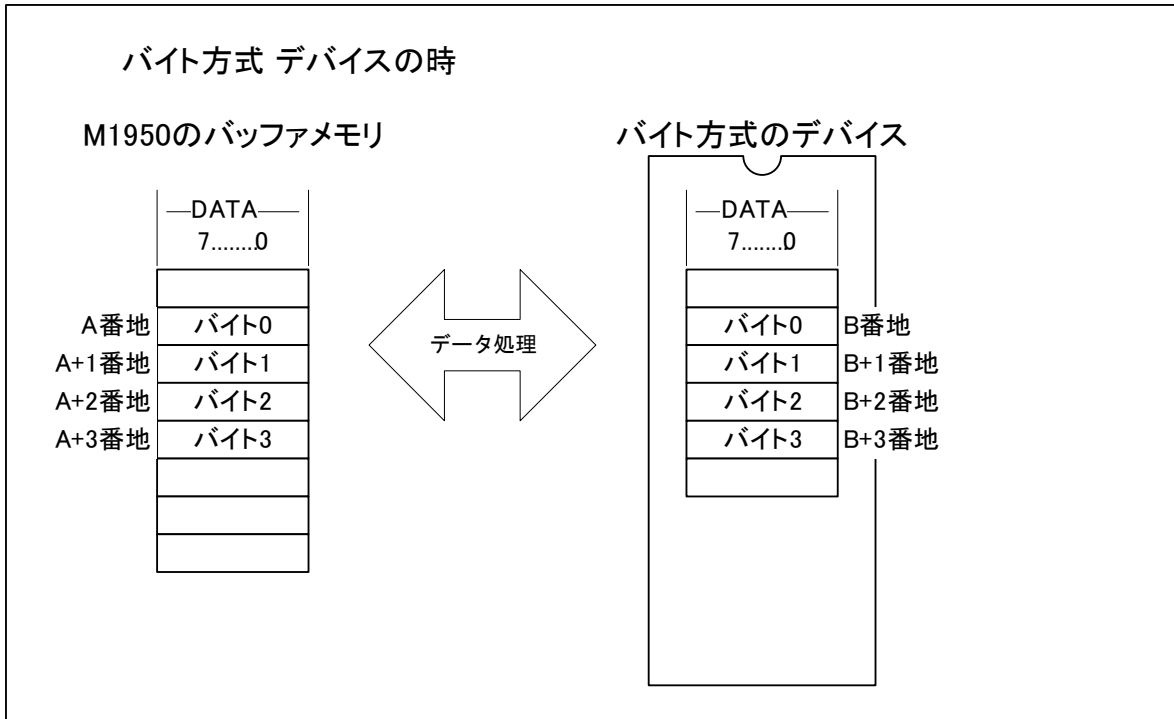 バイト方式 デバイスの時
M1950のバッファメモリ
バイト方式のデバイス
DATA
7........0
DATA
7........0
A番地 バイト0
A+1番地 バイト1
A+2番地 バイト2
A+3番地 バイト3
データ処理
バイト0 B番地
バイト1 B+1番地
バイト2 B+2番地
バイト3 B+3番地